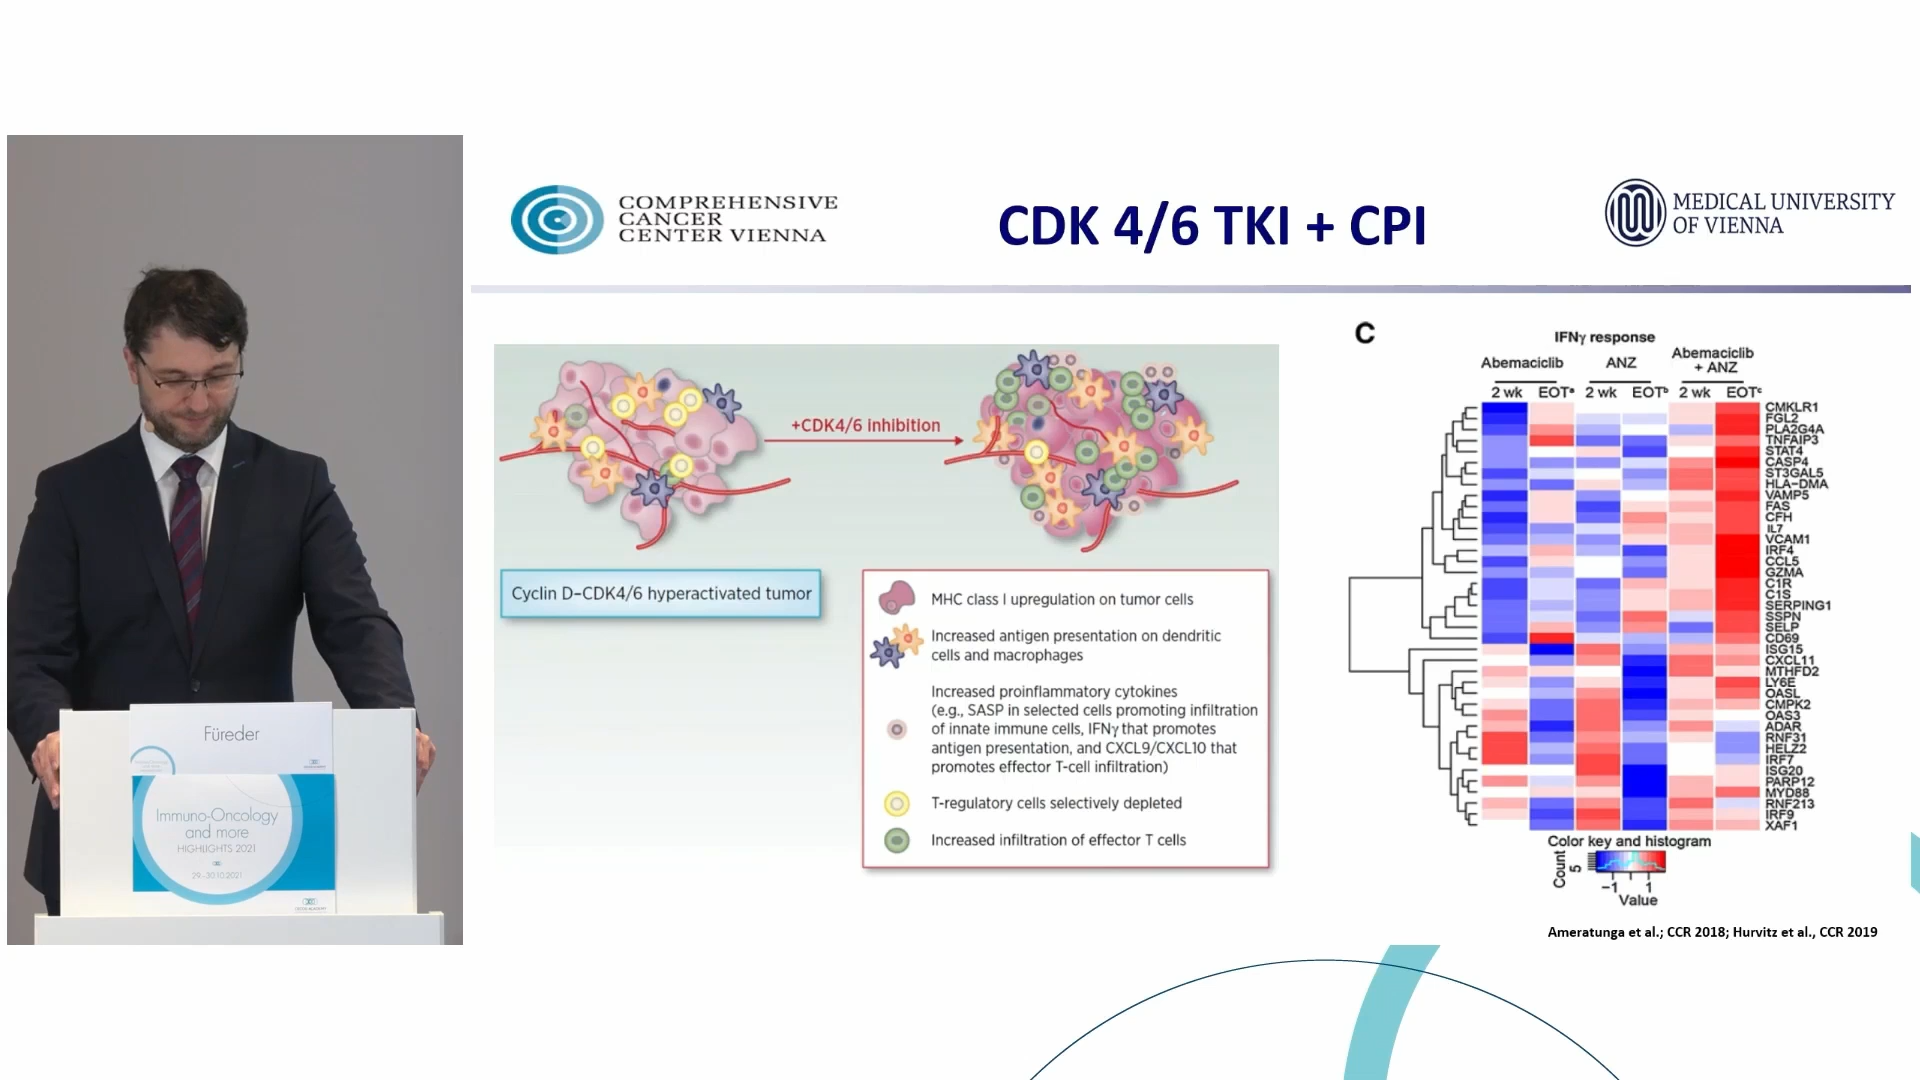 COMPREHENSIVE
CANCER
CENTER VIENNA
CDK 4/6 TKI + CPI
MEDICAL UNIVERSITY
OF VIENNA
+CDK4/6 inhibition
Cyclin D–CDK4/6 hyperactivated tumor
MHC class I upregulation on tumor cells
Increased antigen presentation on dendritic
cells and macrophages
Increased proinflammatory cytokines
(e.g., SASP in selected cells promoting infiltration
of innate immune cells, IFNγ that promotes
antigen presentation, and CXCL9/CXCL10 that
promotes effector T-cell infiltration)
T-regulatory cells selectively depleted
Increased infiltration of effector T cells
C
IFNγ response
Abemaciclib
ANZ
Abemaciclib
+ ANZ
2 wk EOTᵃ 2 wk EOTᵇ 2 wk EOTᶜ
CMKLR1
FGL2
PLA2G4A
TNFAIP3
STAT4
CASP4
ST3GAL5
HLA−DMA
VAMP5
FAS
CFH
IL7
VCAM1
IRF4
CCL5
GZMA
C1R
C1S
SERPING1
SSPN
SELP
CD69
ISG15
CXCL11
MTHFD2
LY6E
OASL
CMPK2
OAS3
ADAR
RNF31
HELZ2
IRF7
ISG20
PARP12
MYD88
RNF213
IRF9
XAF1
Color key and histogram
Count
5
−1 1
Value
Ameratunga et al.; CCR 2018; Hurvitz et al., CCR 2019
Füreder
Immuno-Oncology
and more
HIGHLIGHTS 2021
29.–30.10.2021